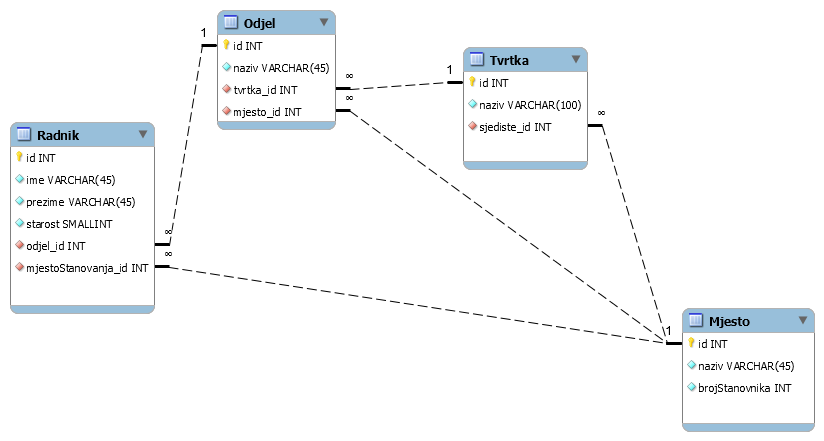 Odjel
id INT
naziv VARCHAR(45)
tvrtka_id INT
mjesto_id INT
1
∞
∞
1
Tvrtka
id INT
naziv VARCHAR(100)
sjediste_id INT
∞
Radnik
id INT
ime VARCHAR(45)
prezime VARCHAR(45)
starost SMALLINT
odjel_id INT
mjestoStanovanja_id INT
∞
∞
1
Mjesto
id INT
naziv VARCHAR(45)
brojStanovnika INT